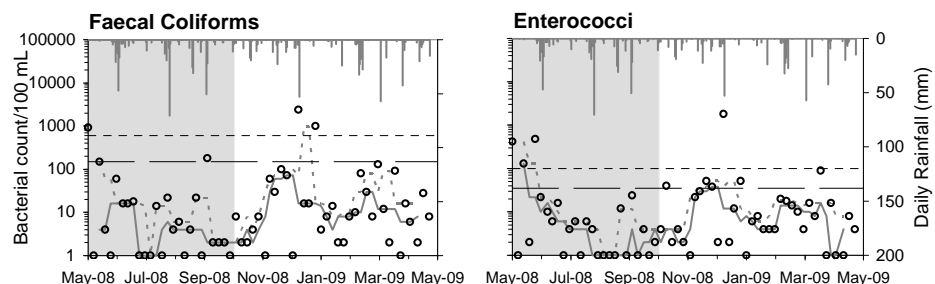 Faecal Coliforms
Enterococci
100000
10000
1000
100
10
1
Bacterial count/100 mL
May-08 Jul-08 Sep-08 Nov-08 Jan-09 Mar-09 May-09
0
50
100
150
200
Daily Rainfall (mm)
May-08 Jul-08 Sep-08 Nov-08 Jan-09 Mar-09 May-09